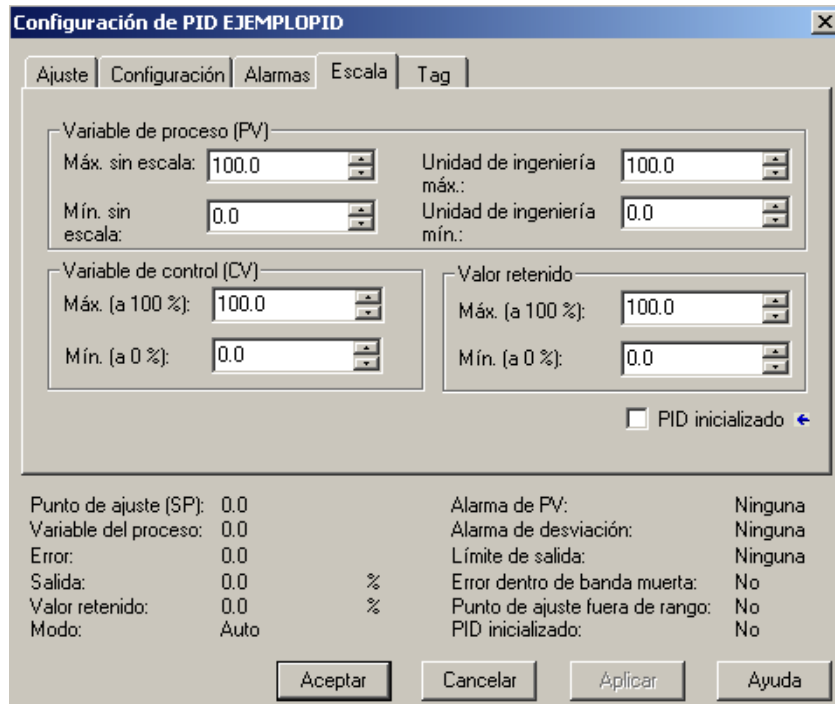 Configuración de PID EJEMPLOPID
Ajuste Configuración Alarmas Escala Tag
Variable de proceso (PV)
Máx. sin escala: 100.0 Unidad de ingeniería máx.: 100.0
Mín. sin escala: 0.0 Unidad de ingeniería mín.: 0.0
Variable de control (CV)
Máx. (a 100 %): 100.0
Mín. (a 0 %): 0.0
Valor retenido
Máx. (a 100 %): 100.0
Mín. (a 0 %): 0.0
PID inicializado
Punto de ajuste (SP): 0.0 Alarma de PV: Ninguna
Variable del proceso: 0.0 Alarma de desviación: Ninguna
Error: 0.0 Límite de salida: Ninguna
Salida: 0.0 % Error dentro de banda muerta: No
Valor retenido: 0.0 % Punto de ajuste fuera de rango: No
Modo: Auto PID inicializado: No
Aceptar Cancelar Aplicar Ayuda